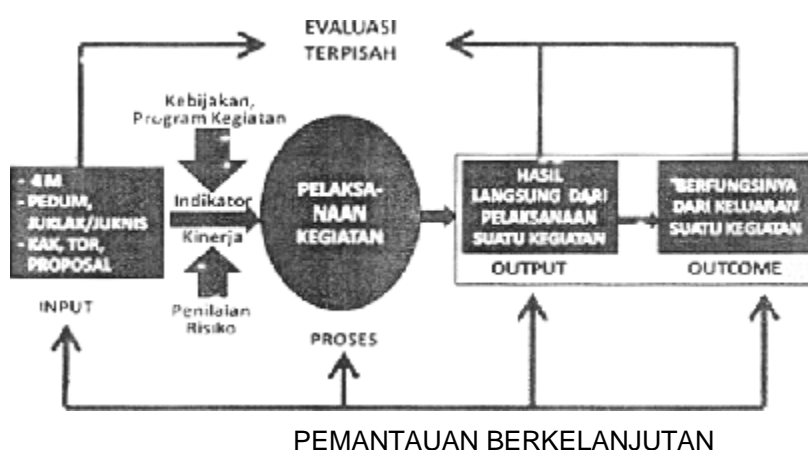 EVALUASI
TERPISAH
Kebijakan,
Program Kegiatan
- 4M
- PEDUM,
JUKLAK/JUKNIS
- KAK, TOR,
PROPOSAL
INPUT
Indikator
Kinerja
Penilaian
Risiko
PELAKSA-
NAAN
KEGIATAN
PROSES
HASIL
LANGSUNG DARI
PELAKSANAAN
SUATU KEGIATAN
OUTPUT
"BERFUNGSINYA
DARI KELUARAN
SUATU KEGIATAN
OUTCOME
PEMANTAUAN BERKELANJUTAN